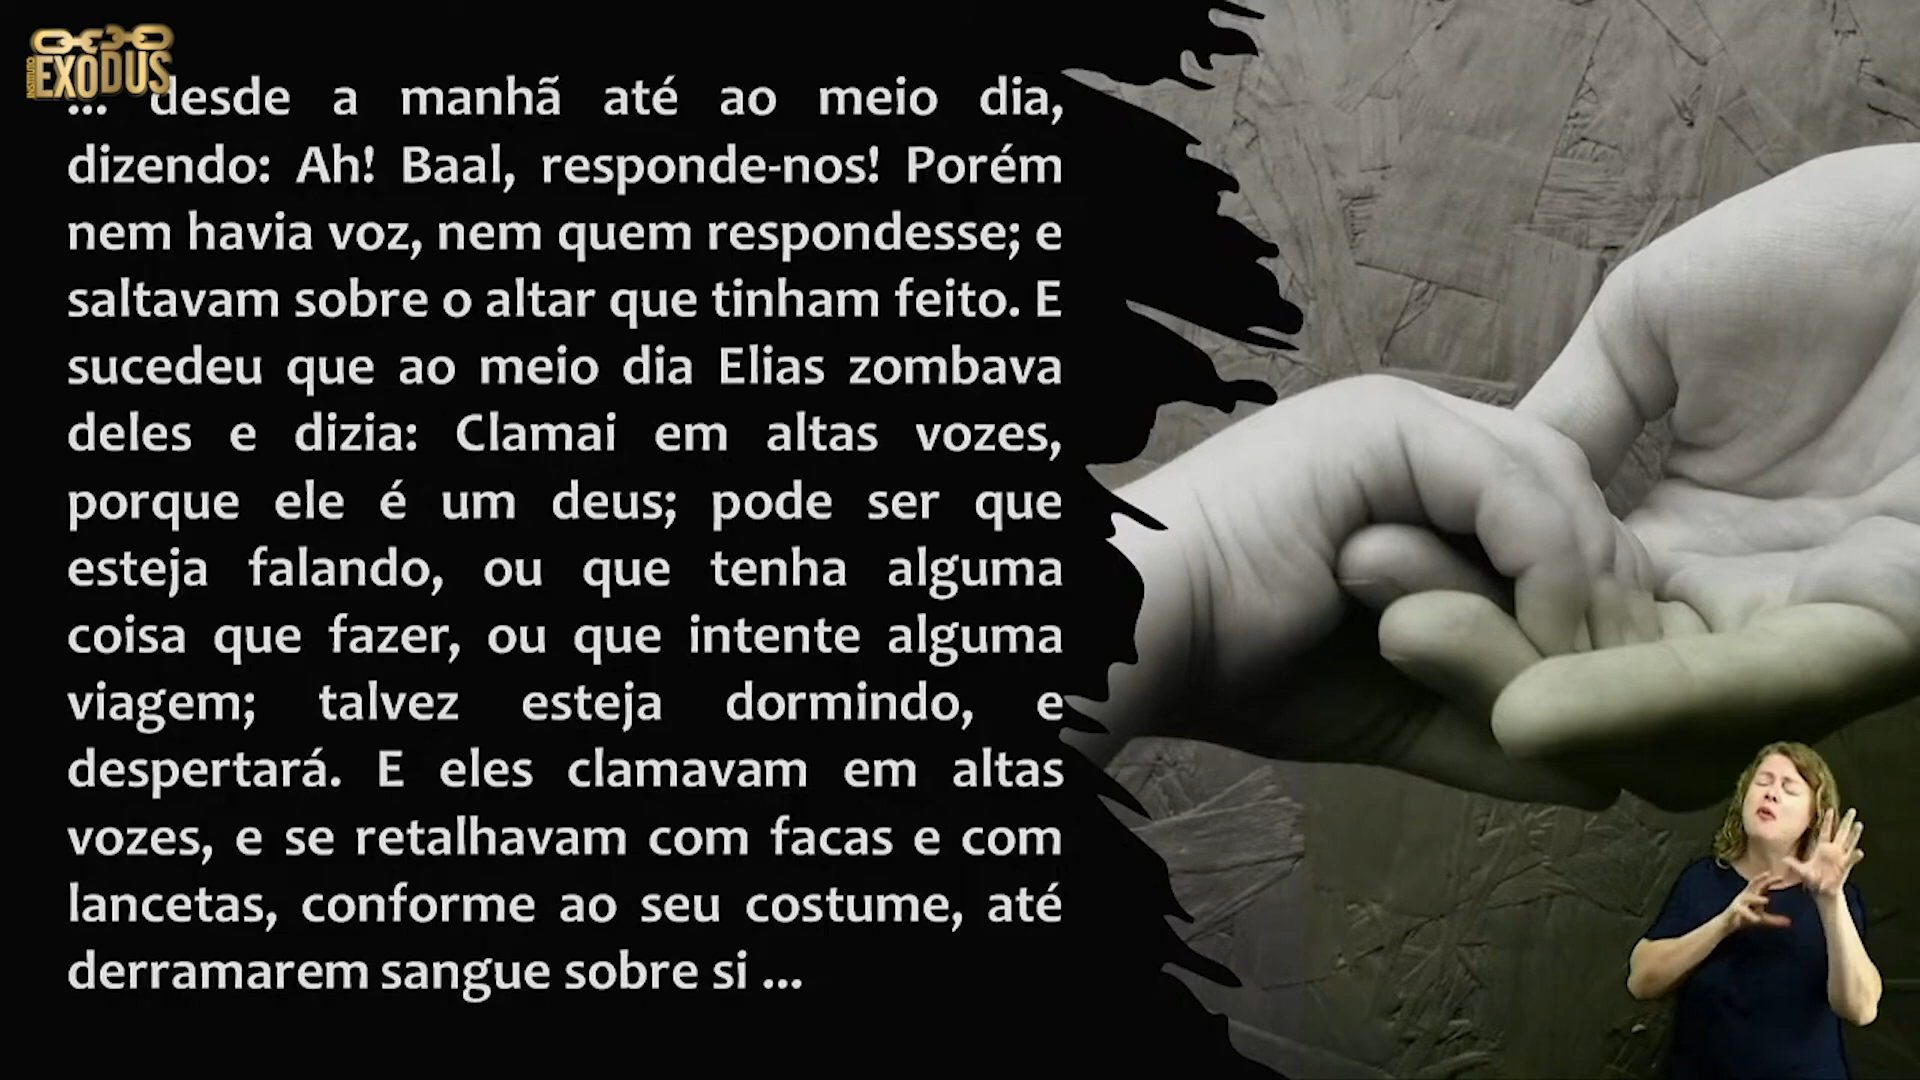 INSTITUTO
EXODUS
... desde a manhã até ao meio dia,
dizendo: Ah! Baal, responde-nos! Porém
nem havia voz, nem quem respondesse; e
saltavam sobre o altar que tinham feito. E
sucedeu que ao meio dia Elias zombava
deles e dizia: Clamai em altas vozes,
porque ele é um deus; pode ser que
esteja falando, ou que tenha alguma
coisa que fazer, ou que intente alguma
viagem; talvez esteja dormindo, e
despertará. E eles clamavam em altas
vozes, e se retalhavam com facas e com
lancetas, conforme ao seu costume, até
derramarem sangue sobre si ...